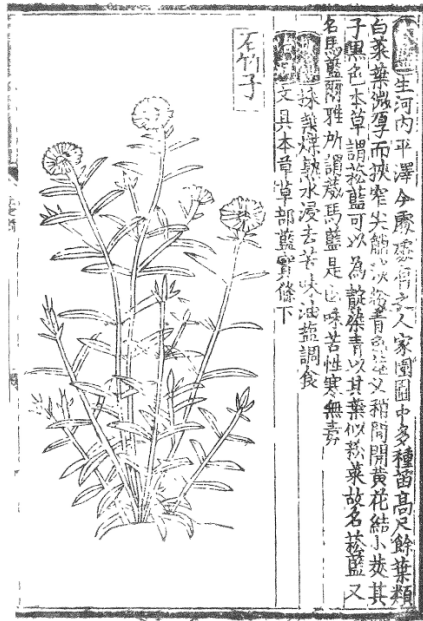 生河內平澤今處處有之人家園圃中多種苗高尺餘葉類
白菜葉微厚而狹窄尖淡粉青色莖叉稍間開黃花結小莢其
子黑色本草謂菘藍可以為靛染青以其葉似菘菜故名菘藍又
名馬藍爾雅所謂葴馬藍是也味苦性寒無毒
採葉煠熟水浸去苦味油鹽調食
文具本草草部藍實條下
石竹子